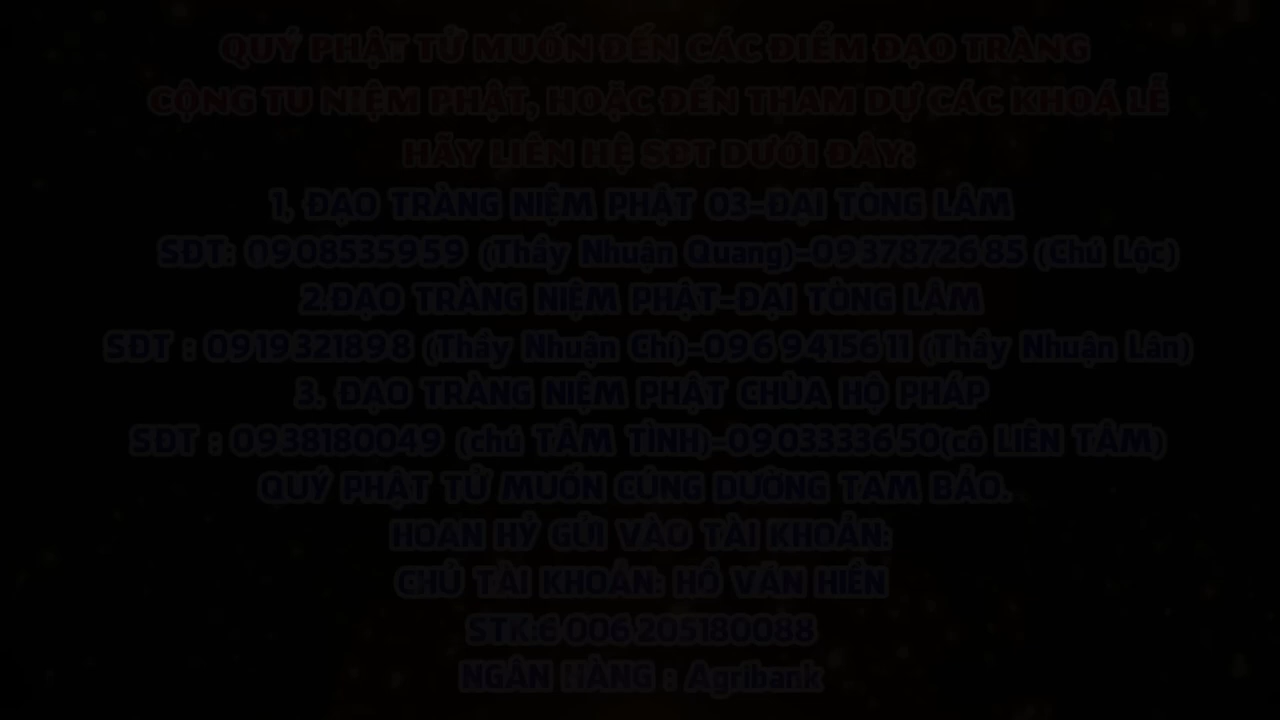 QUÝ PHẬT TỬ MUỐN ĐẾN CÁC ĐIỂM ĐẠO TRÀNG
CỘNG TU NIỆM PHẬT, HOẶC ĐẾN THAM DỰ CÁC KHOÁ LỄ
HÃY LIÊN HỆ SĐT DƯỚI ĐÂY:
1, ĐẠO TRÀNG NIỆM PHẬT 03-ĐẠI TÒNG LÂM
SĐT: 0908535959 (Thầy Nhuận Quang)-0937872685 (Chú Lộc)
2.ĐẠO TRÀNG NIỆM PHẬT-ĐẠI TÒNG LÂM
SĐT : 0919321898 (Thầy Nhuận Chí)-0969415611 (Thầy Nhuận Lân)
3. ĐẠO TRÀNG NIỆM PHẬT CHÙA HỘ PHÁP
SĐT : 0938180049 (chú TÂM TÌNH)-0903333650(cô LIÊN TÂM)
QUÝ PHẬT TỬ MUỐN CÚNG DƯỜNG TAM BẢO.
HOAN HỶ GỬI VÀO TÀI KHOẢN:
CHỦ TÀI KHOẢN: HỒ VĂN HIỀN
STK:6006205180088
NGÂN HÀNG : Agribank